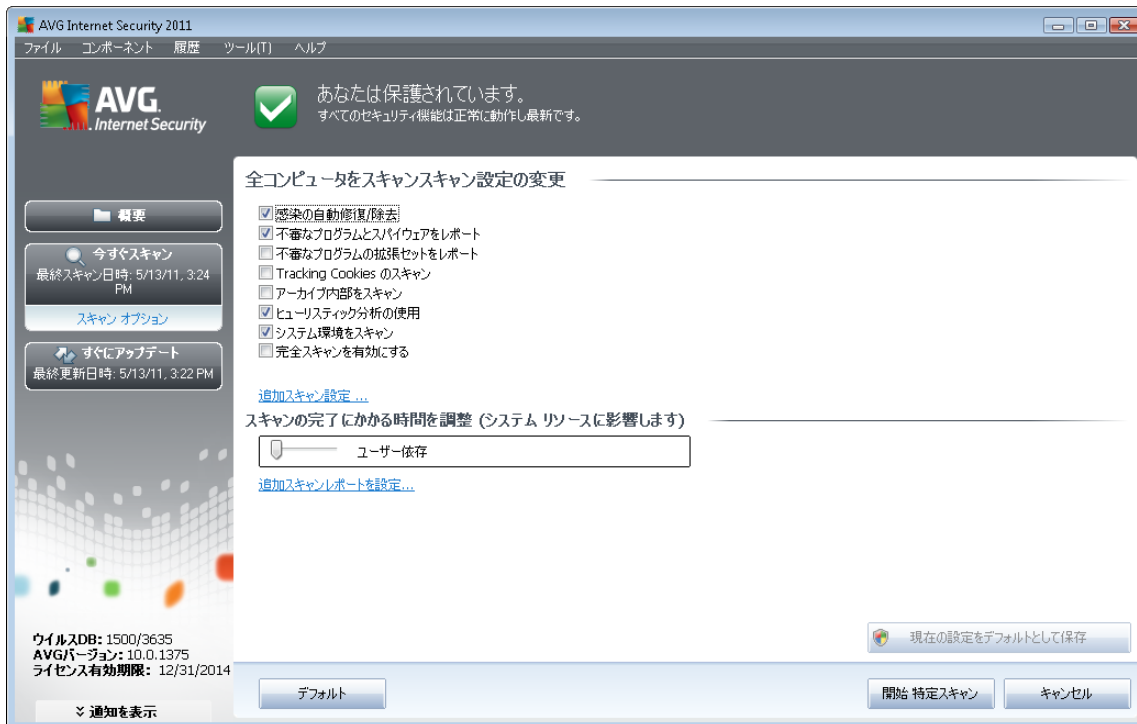 AVG Internet Security 2011
ファイル コンポーネント 履歴 ツール(T) ヘルプ
AVG.
Internet Security
あなたは保護されています。
すべてのセキュリティ機能は正常に動作し最新です。
概要
今すぐスキャン
最終スキャン日時: 5/13/11, 3:24
PM
スキャン オプション
すぐにアップデート
最終更新日時: 5/13/11, 3:22 PM
全コンピュータをスキャンスキャン設定の変更
感染の自動修復/除去
不審なプログラムとスパイウェアをレポート
不審なプログラムの拡張セットをレポート
Tracking Cookies のスキャン
アーカイブ内部をスキャン
ヒューリスティック分析の使用
システム環境をスキャン
完全スキャンを有効にする
追加スキャン設定 ...
スキャンの完了にかかる時間を調整 (システム リソースに影響します)
ユーザー依存
追加スキャンレポートを設定...
現在の設定をデフォルトとして保存
ウイルスDB: 1500/3635
AVGバージョン: 10.0.1375
ライセンス有効期限: 12/31/2014
通知を表示
デフォルト
開始 特定スキャン
キャンセル